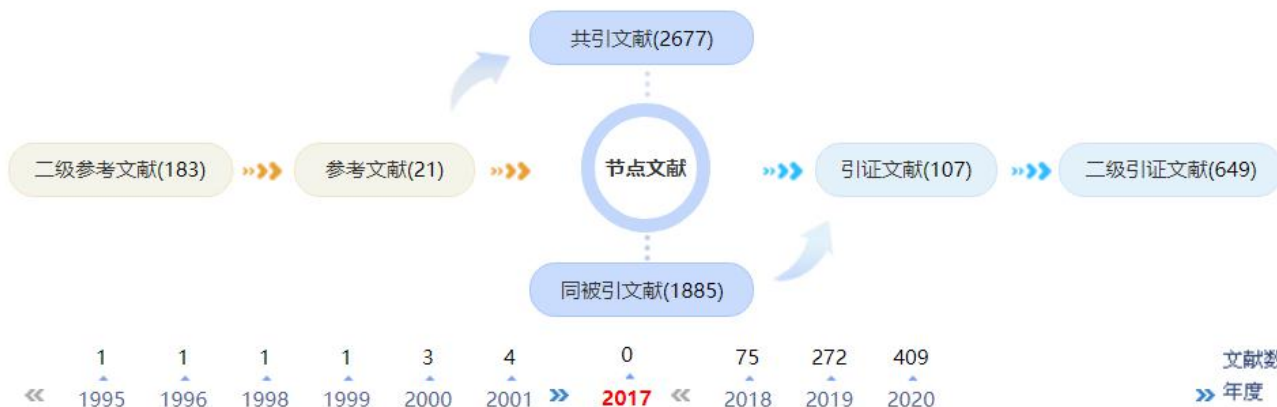 共引文献(2677)
二级参考文献(183)
参考文献(21)
节点文献
引证文献(107)
二级引证文献(649)
同被引文献(1885)
1 1 1 1 3 4 0 75 272 409 文献数
1995 1996 1998 1999 2000 2001 2017 2018 2019 2020 年度